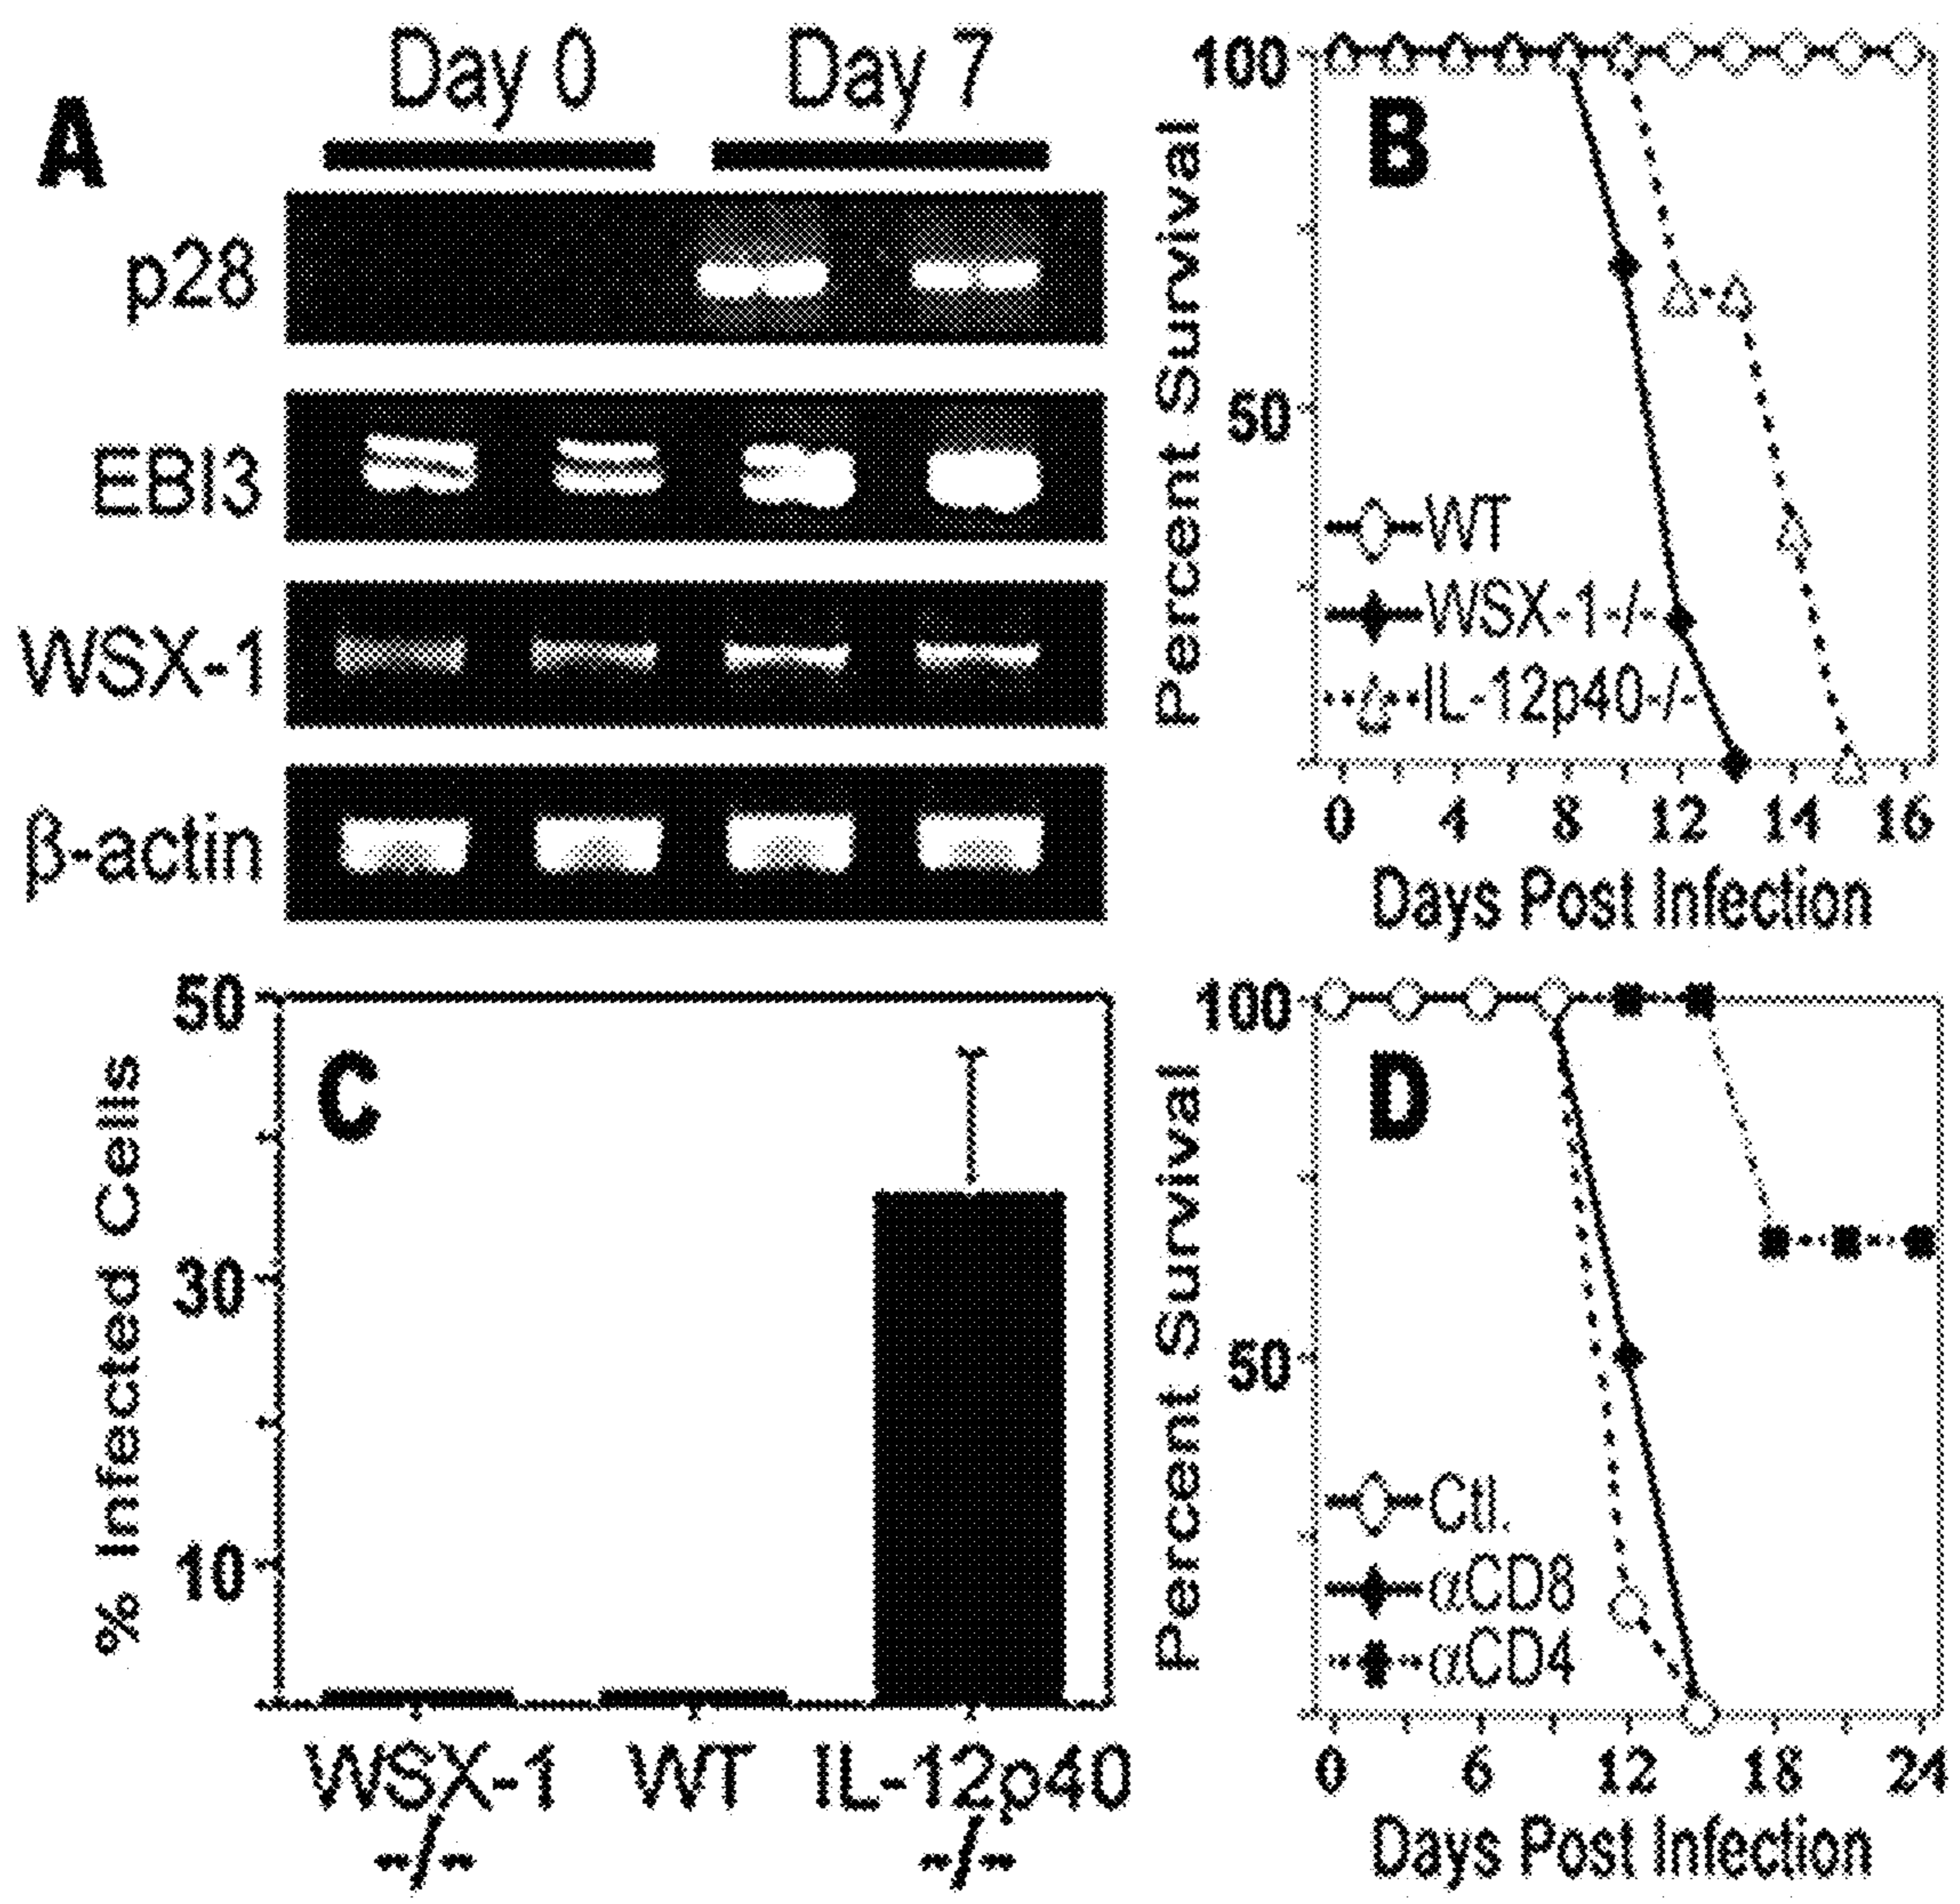 A
Day 0 Day 7
p28
EBI3
WSX-1
β-actin
B
Percent Survival
100
50
WT
WSX-1-/-
IL-12p40-/-
0 4 8 12 14 16
Days Post Infection
C
% Infected Cells
50
30
10
WSX-1 WT IL-12p40
-/- -/-
D
Percent Survival
100
50
Ctl.
αCD8
αCD4
0 6 12 18 24
Days Post Infection